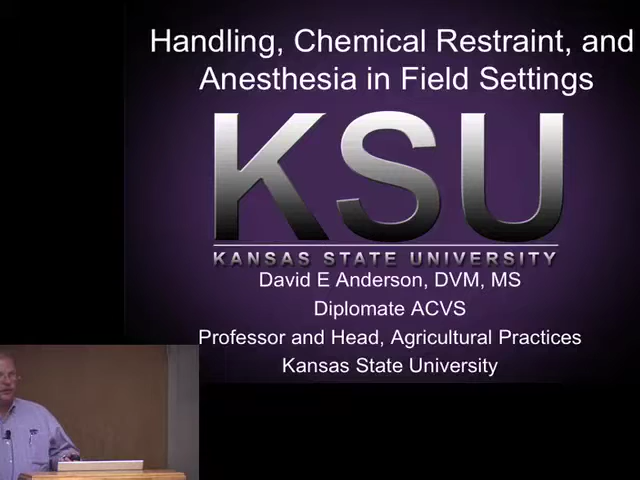 Handling, Chemical Restraint, and
Anesthesia in Field Settings
KSU
KANSAS STATE UNIVERSITY
David E Anderson, DVM, MS
Diplomate ACVS
Professor and Head, Agricultural Practices
Kansas State University